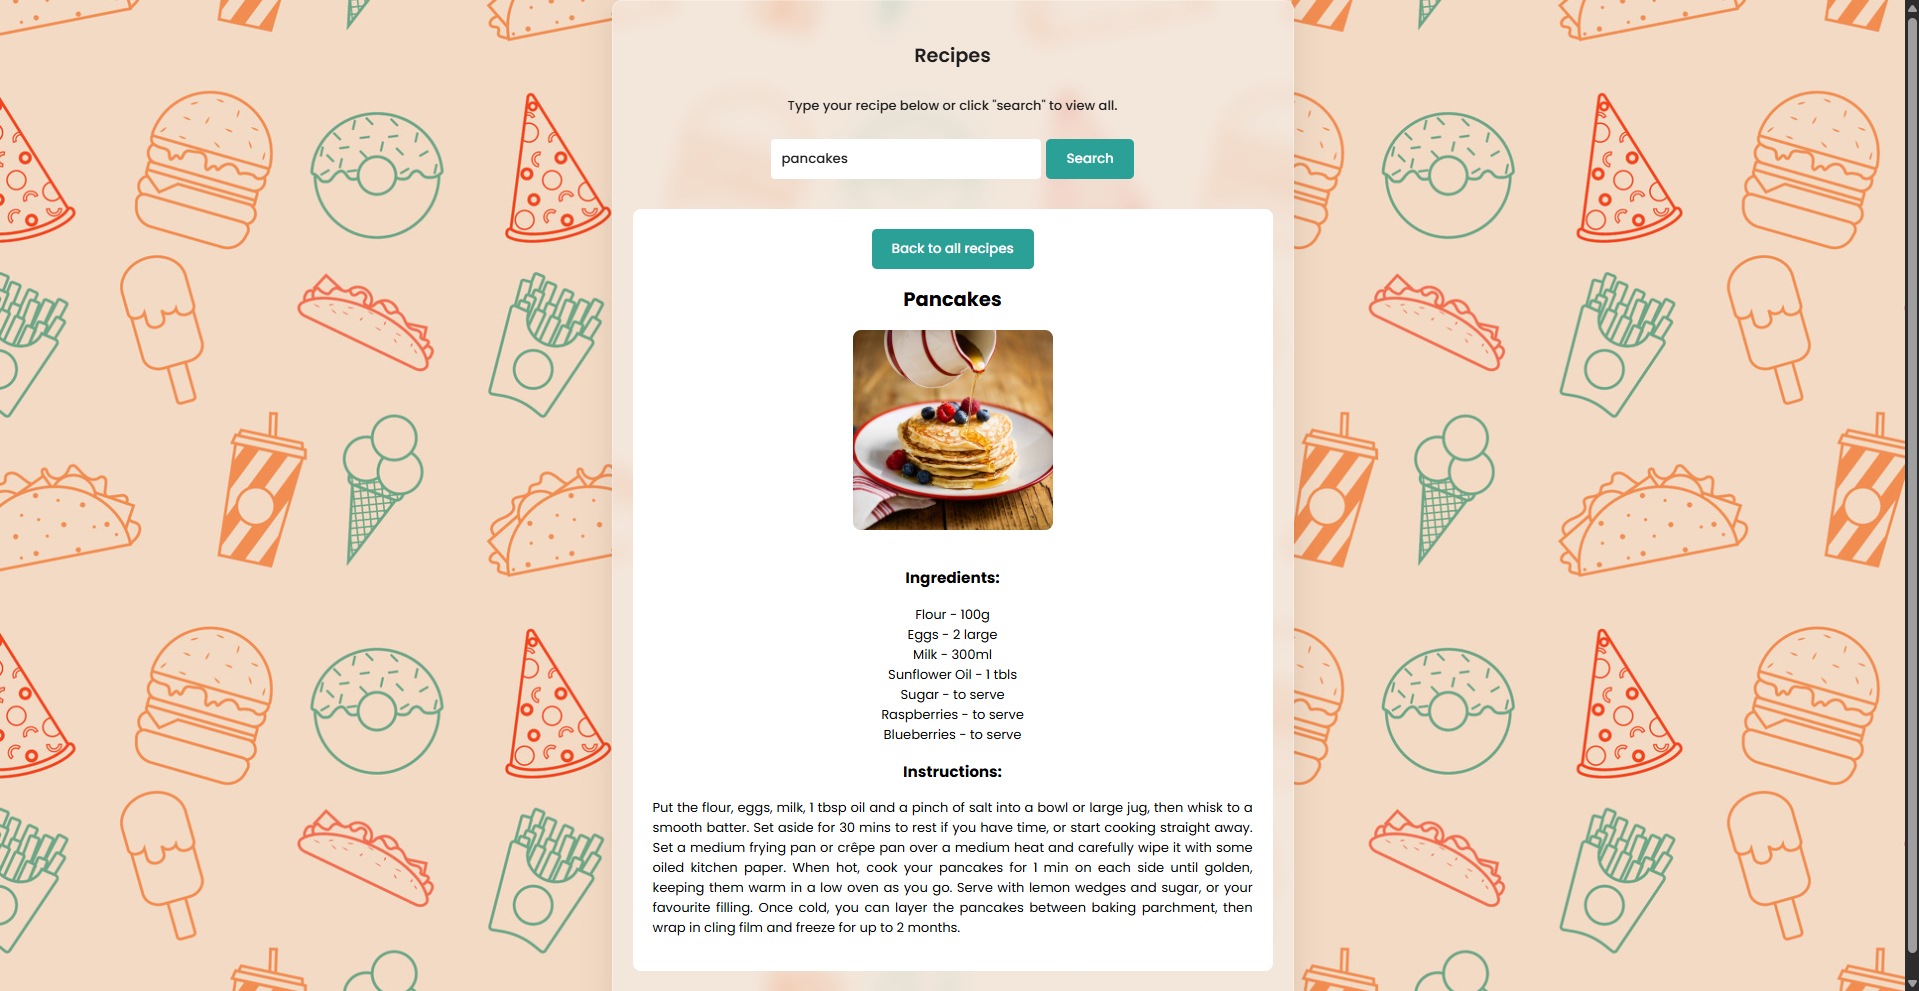 Recipes
Type your recipe below or click "search" to view all.
pancakes
Search
Back to all recipes
Pancakes
Ingredients:
Flour - 100g
Eggs - 2 large
Milk - 300ml
Sunflower Oil - 1 tbls
Sugar - to serve
Raspberries - to serve
Blueberries - to serve
Instructions:
Put the flour, eggs, milk, 1 tbsp oil and a pinch of salt into a bowl or large jug, then whisk to a
smooth batter. Set aside for 30 mins to rest if you have time, or start cooking straight away.
Set a medium frying pan or crêpe pan over a medium heat and carefully wipe it with some
oiled kitchen paper. When hot, cook your pancakes for 1 min on each side until golden,
keeping them warm in a low oven as you go. Serve with lemon wedges and sugar, or your
favourite filling. Once cold, you can layer the pancakes between baking parchment, then
wrap in cling film and freeze for up to 2 months.